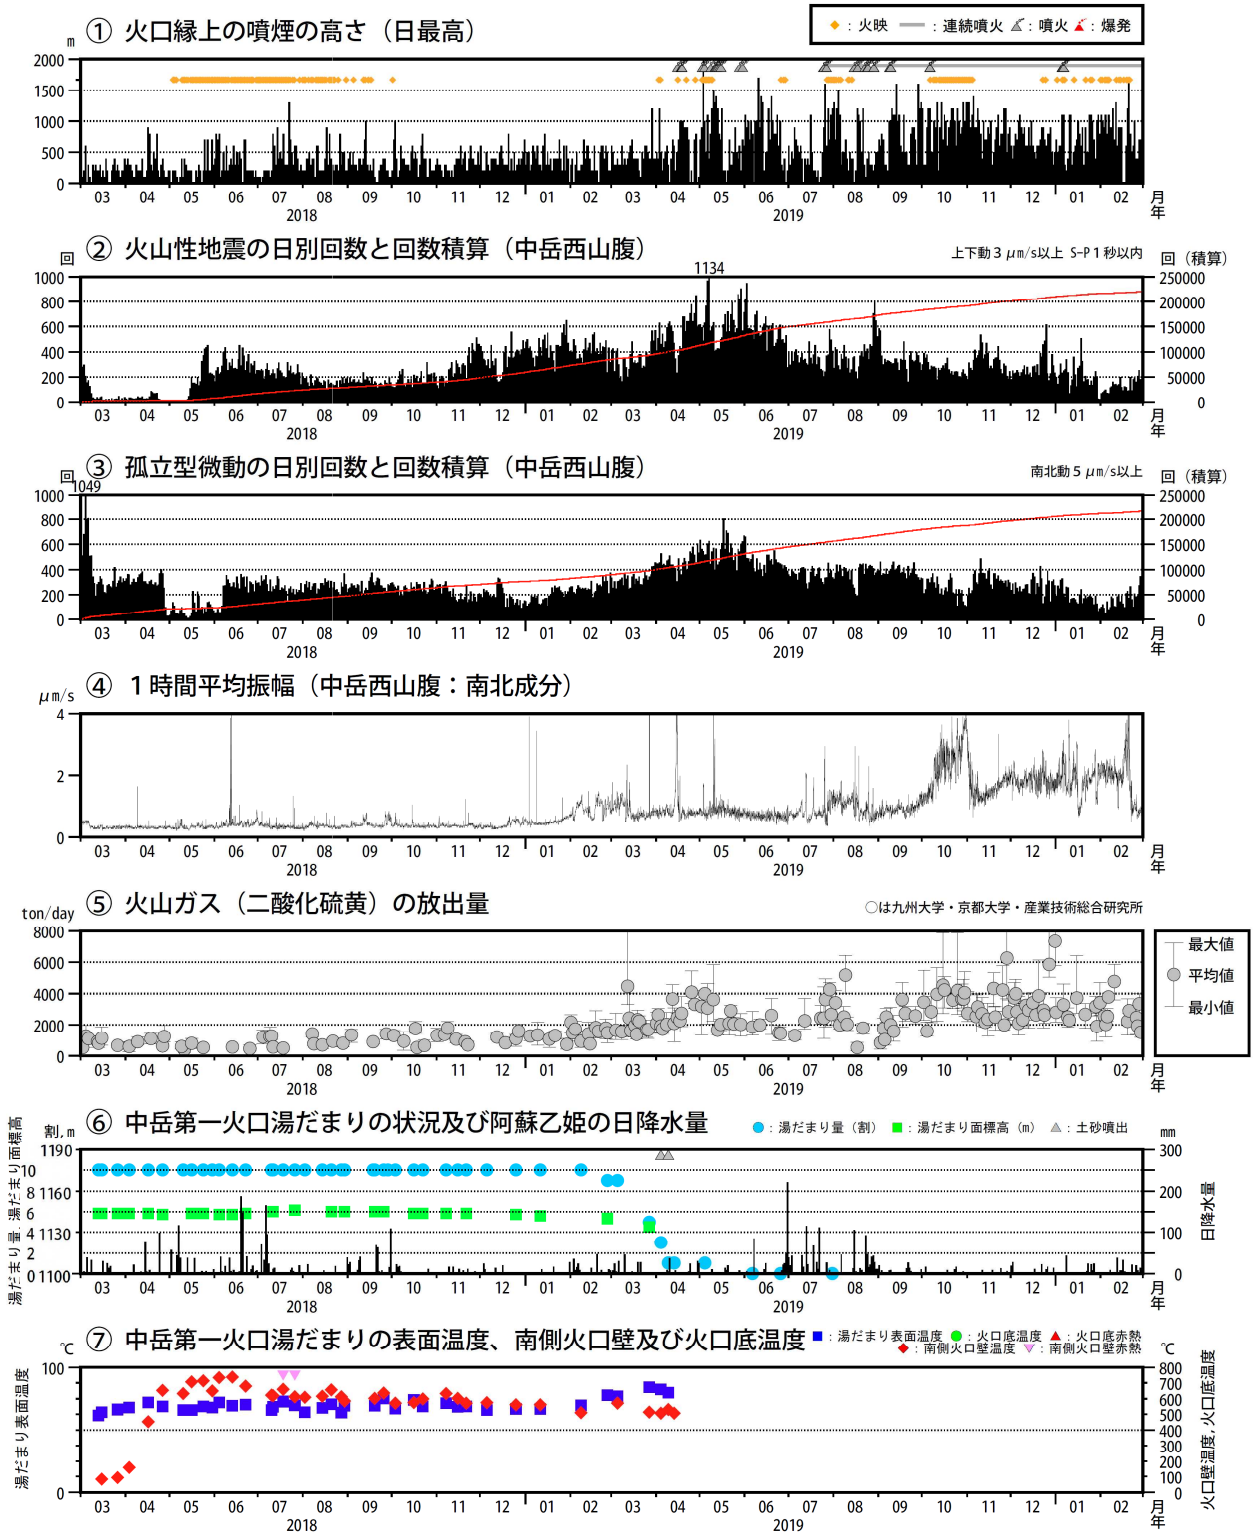 ① 火口縁上の噴煙の高さ（日最高）
：火映 ：連続噴火 ：噴火 ：爆発
m
2000
1500
1000
500
0
03 04 05 06 07 08 09 10 11 12 01 02 03 04 05 06 07 08 09 10 11 12 01 02 月
2018 2019 年
② 火山性地震の日別回数と回数積算（中岳西山腹）
上下動３μm/s以上 S-P１秒以内
回 回（積算）
1134
1000 250000
800 200000
600 150000
400 100000
200 50000
0 0
03 04 05 06 07 08 09 10 11 12 01 02 03 04 05 06 07 08 09 10 11 12 01 02 月
2018 2019 年
③ 孤立型微動の日別回数と回数積算（中岳西山腹）
南北動５μm/s以上
回 回（積算）
1049
1000 250000
800 200000
600 150000
400 100000
200 50000
0 0
03 04 05 06 07 08 09 10 11 12 01 02 03 04 05 06 07 08 09 10 11 12 01 02 月
2018 2019 年
④ １時間平均振幅（中岳西山腹：南北成分）
μm/s
4
2
0
03 04 05 06 07 08 09 10 11 12 01 02 03 04 05 06 07 08 09 10 11 12 01 02 月
2018 2019 年
⑤ 火山ガス（二酸化硫黄）の放出量
ton/day
○は九州大学・京都大学・産業技術総合研究所
8000
6000
4000
2000
0
最大値
平均値
最小値
03 04 05 06 07 08 09 10 11 12 01 02 03 04 05 06 07 08 09 10 11 12 01 02 月
2018 2019 年
⑥ 中岳第一火口湯だまりの状況及び阿蘇乙姫の日降水量
：湯だまり量（割） ：湯だまり面標高（m） ：土砂噴出
割,m mm
湯だまり量，湯だまり面標高
1190 300
10
8 1160 200
6
4 1130 100
2
0 1100 0
日降水量
03 04 05 06 07 08 09 10 11 12 01 02 03 04 05 06 07 08 09 10 11 12 01 02 月
2018 2019 年
⑦ 中岳第一火口湯だまりの表面温度、南側火口壁及び火口底温度
：湯だまり表面温度 ：火口底温度 ：火口底赤熱
：南側火口壁温度 ：南側火口壁赤熱
℃ ℃
湯だまり表面温度
100 800
700
600
500
400
300
200
100
0 0
火口壁温度，火口底温度
03 04 05 06 07 08 09 10 11 12 01 02 03 04 05 06 07 08 09 10 11 12 01 02 月
2018 2019 年